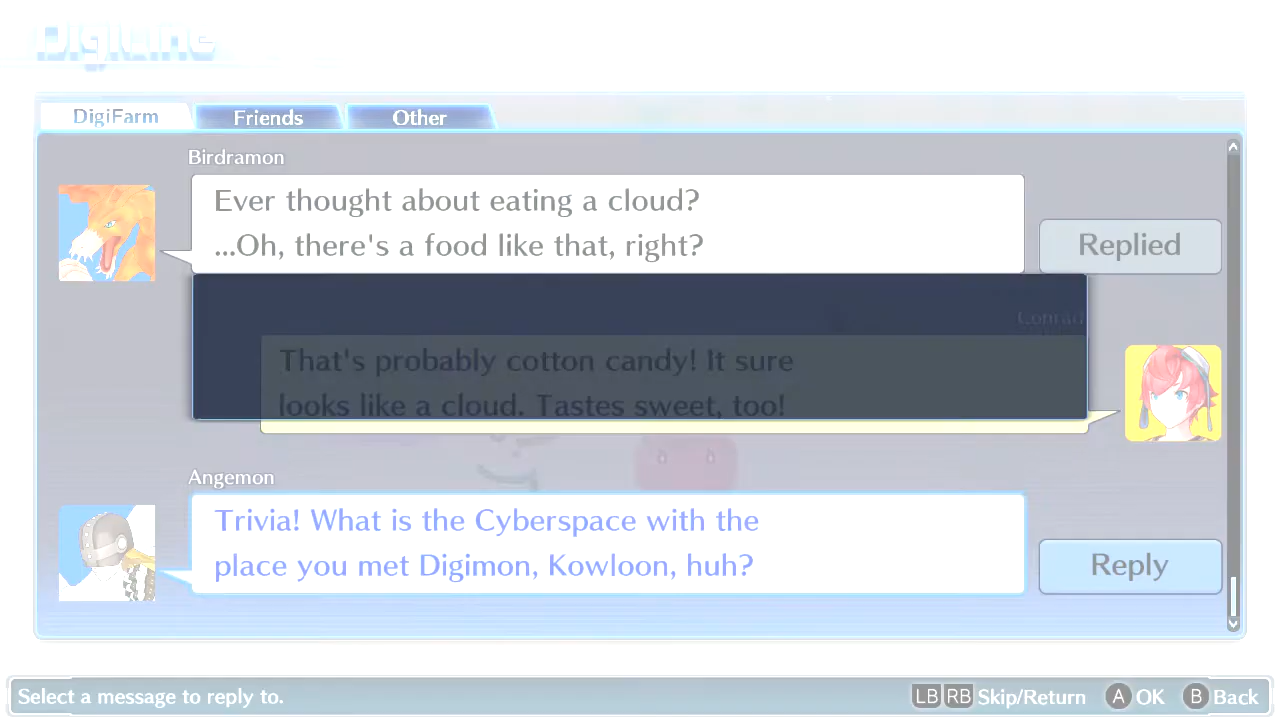 DigiLine
DigiFarm
Friends
Other
Birdramon
Ever thought about eating a cloud?
...Oh, there's a food like that, right?
Replied
Conrad
That's probably cotton candy! It sure
looks like a cloud. Tastes sweet, too!
Angemon
Trivia! What is the Cyberspace with the
place you met Digimon, Kowloon, huh?
Reply
Select a message to reply to.
LB RB Skip/Return A OK B Back